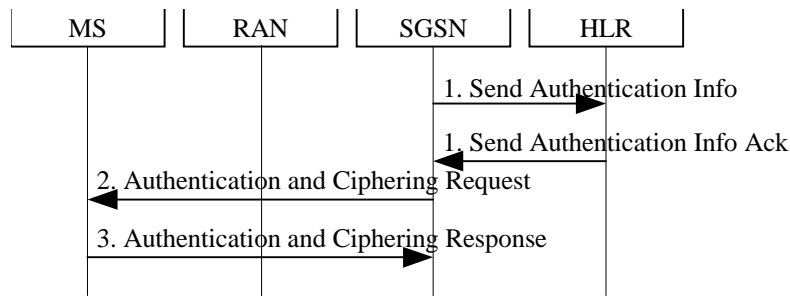 MS RAN SGSN HLR
1. Send Authentication Info
1. Send Authentication Info Ack
2. Authentication and Ciphering Request
3. Authentication and Ciphering Response